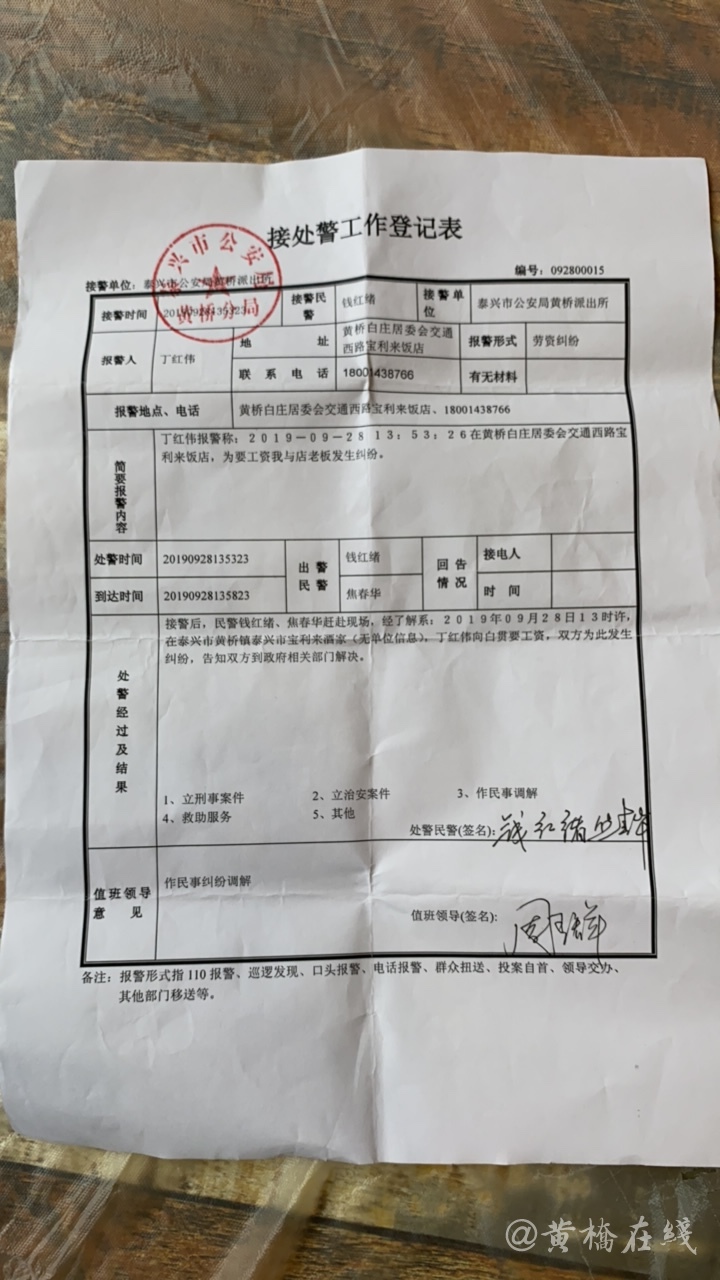 接处警工作登记表
编号：092800015
接警单位：泰兴市公安局黄桥派出所
兴市公安
黄桥分局
接警时间
20190928135323
接警民
警
钱红绪
接警单
位
泰兴市公安局黄桥派出所
报警人
丁红伟
地 址
黄桥白庄居委会交通
西路宝利来饭店
报警形式
劳资纠纷
联系电话
18001438766
有无材料
报警地点、电话
黄桥白庄居委会交通西路宝利来饭店、18001438766
简要报警内容
丁红伟报警称：2019-09-28 13：53：26在黄桥白庄居委会交通西路宝
利来饭店，为要工资我与店老板发生纠纷。
处警时间
20190928135323
出警
民警
钱红绪
回告
情况
接电人
到达时间
20190928135823
焦春华
时 间
处警经过及结果
接警后，民警钱红绪、焦春华赶赴现场，经了解系：2019年09月28日13时许，
在泰兴市黄桥镇泰兴市宝利来酒家（无单位信息），丁红伟向白贯要工资，双方为此发生
纠纷，告知双方到政府相关部门解决。
1、立刑事案件 2、立治安案件 3、作民事调解
4、救助服务 5、其他
处警民警(签名): 钱红绪
值班领导
意 见
作民事纠纷调解
值班领导(签名):
备注：报警形式指110报警、巡逻发现、口头报警、电话报警、群众扭送、投案自首、领导交办、
其他部门移送等。
@黄橋在綫